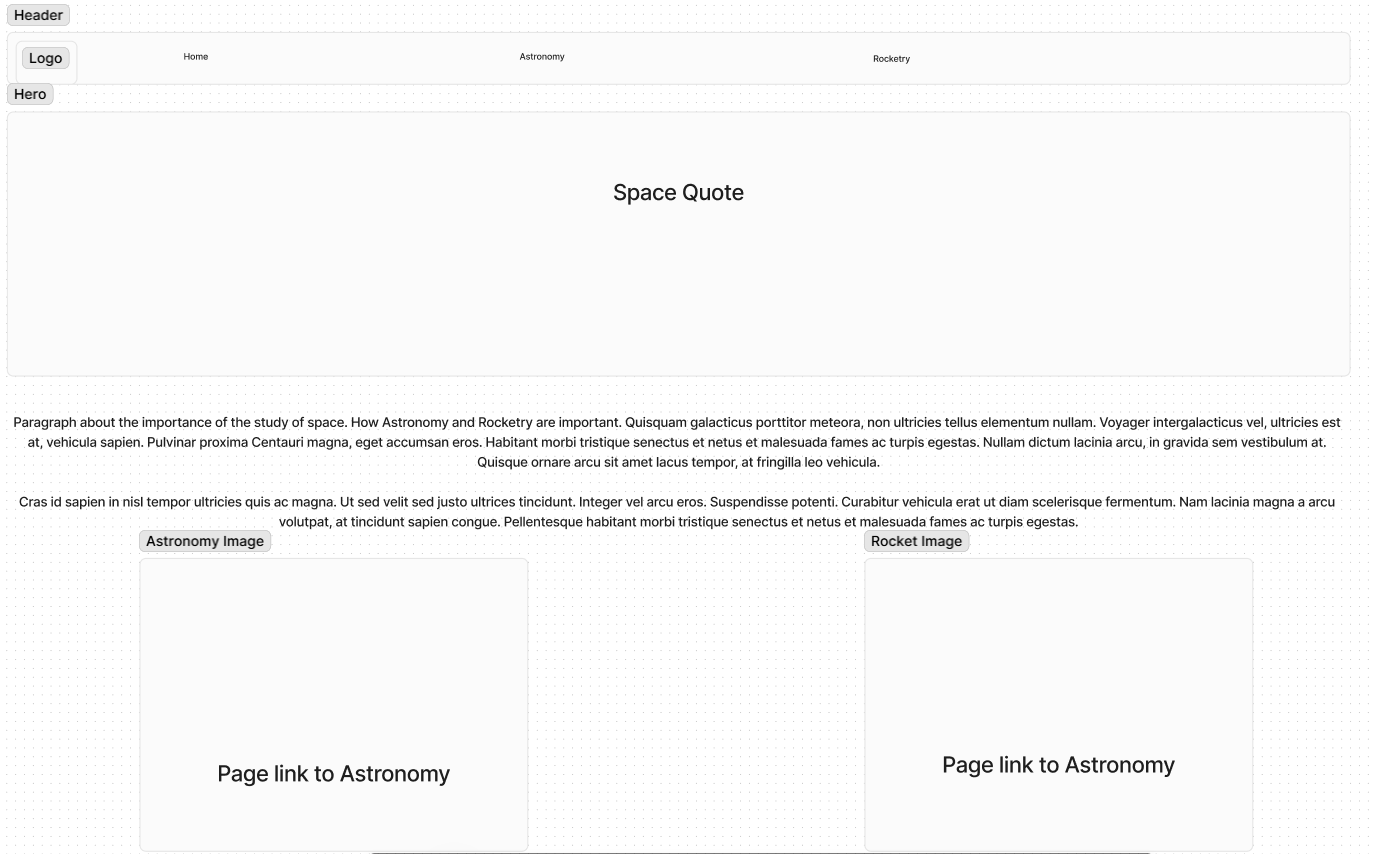 Header
Logo
Home
Astronomy
Rocketry
Hero
Space Quote
Paragraph about the importance of the study of space. How Astronomy and Rocketry are important. Quisquam galacticus porttitor meteora, non ultricies tellus elementum nullam. Voyager intergalacticus vel, ultricies est
at, vehicula sapien. Pulvinar proxima Centauri magna, eget accumsan eros. Habitant morbi tristique senectus et netus et malesuada fames ac turpis egestas. Nullam dictum lacinia arcu, in gravida sem vestibulum at.
Quisque ornare arcu sit amet lacus tempor, at fringilla leo vehicula.
Cras id sapien in nisl tempor ultricies quis ac magna. Ut sed velit sed justo ultrices tincidunt. Integer vel arcu eros. Suspendisse potenti. Curabitur vehicula erat ut diam scelerisque fermentum. Nam lacinia magna a arcu
volutpat, at tincidunt sapien congue. Pellentesque habitant morbi tristique senectus et netus et malesuada fames ac turpis egestas.
Astronomy Image
Rocket Image
Page link to Astronomy
Page link to Astronomy